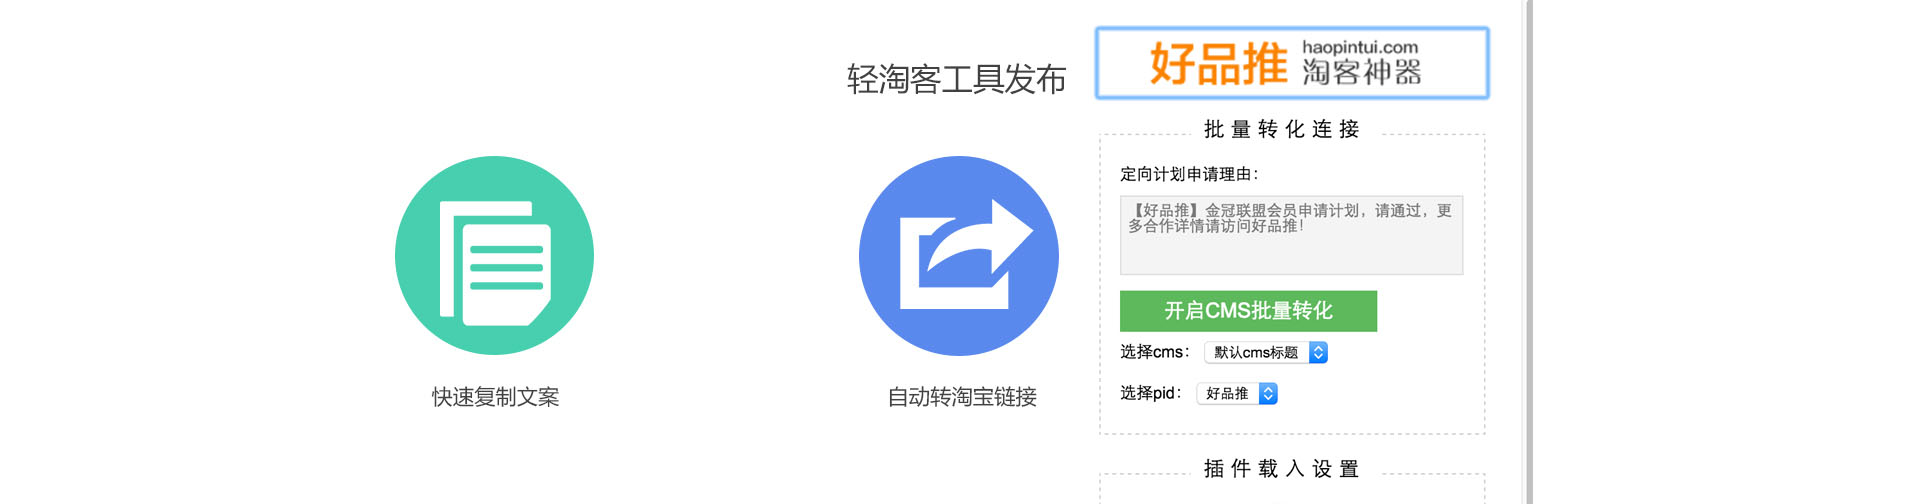 轻淘客工具发布
快速复制文案
自动转淘宝链接
好品推
haopintui.com
淘客神器
批量转化连接
定向计划申请理由：
【好品推】金冠联盟会员申请计划，请通过，更
多合作详情请访问好品推！
开启CMS批量转化
选择cms： 默认cms标题
选择pid： 好品推
插件载入设置